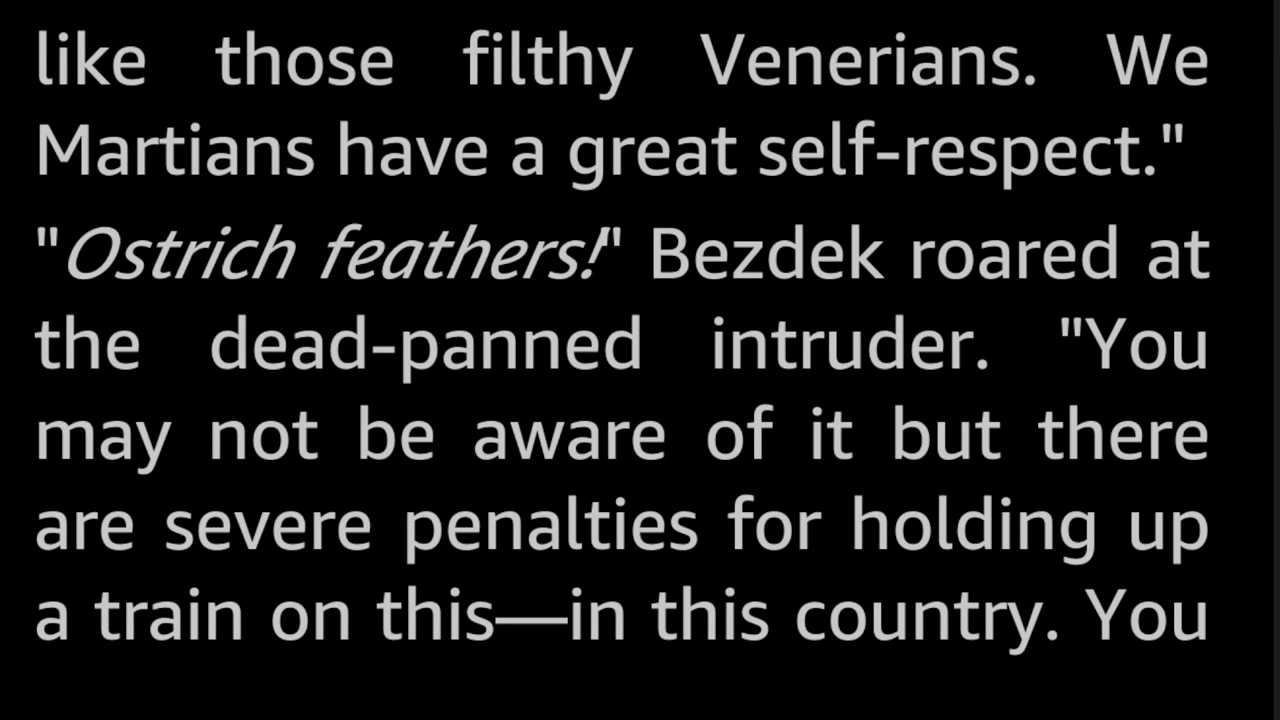 like those filthy Venerians. We
Martians have a great self-respect."
"Ostrich feathers!" Bezdek roared at
the dead-panned intruder. "You
may not be aware of it but there
are severe penalties for holding up
a train on this—in this country. You